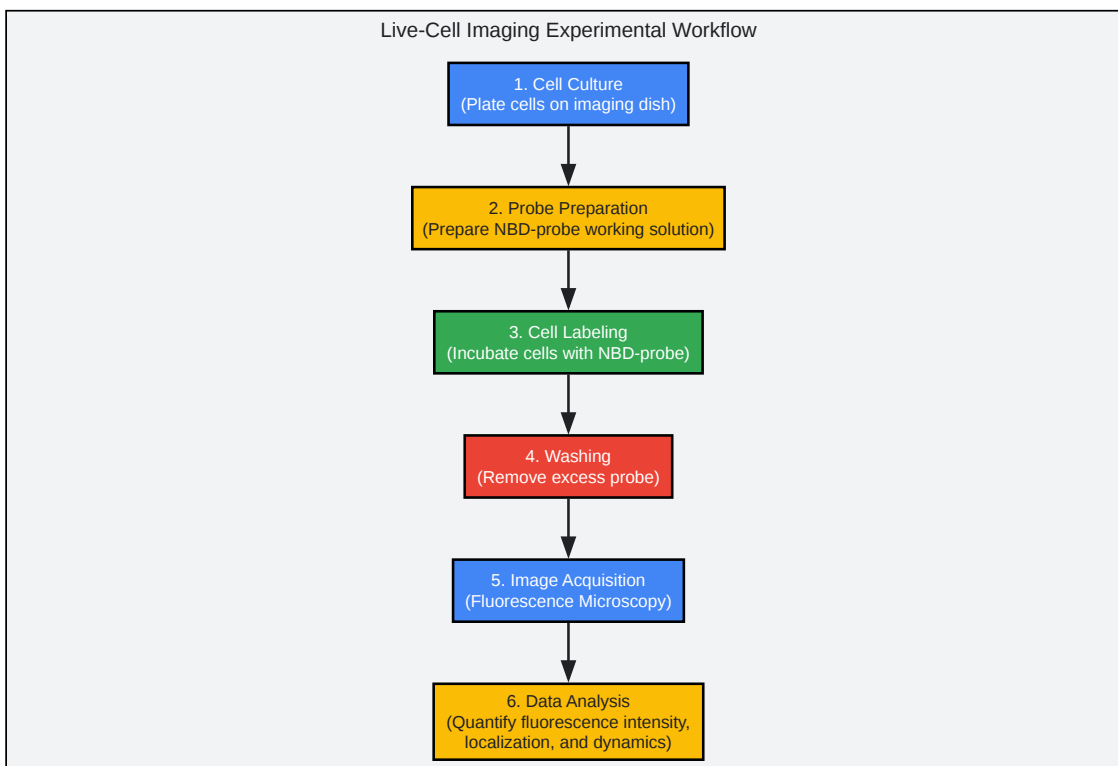 Live-Cell Imaging Experimental Workflow
1. Cell Culture
(Plate cells on imaging dish)
2. Probe Preparation
(Prepare NBD-probe working solution)
3. Cell Labeling
(Incubate cells with NBD-probe)
4. Washing
(Remove excess probe)
5. Image Acquisition
(Fluorescence Microscopy)
6. Data Analysis
(Quantify fluorescence intensity,
localization, and dynamics)